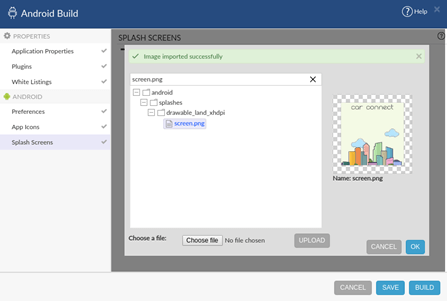 Android Build
Help
PROPERTIES
Application Properties
Plugins
White Listings
ANDROID
Preferences
App Icons
Splash Screens
SPLASH SCREENS
Image imported successfully
screen.png
android
splashes
drawable_land_xhdpi
screen.png
car connect
Name: screen.png
Choose a file:
Choose file No file chosen
UPLOAD
CANCEL
OK
CANCEL
SAVE
BUILD